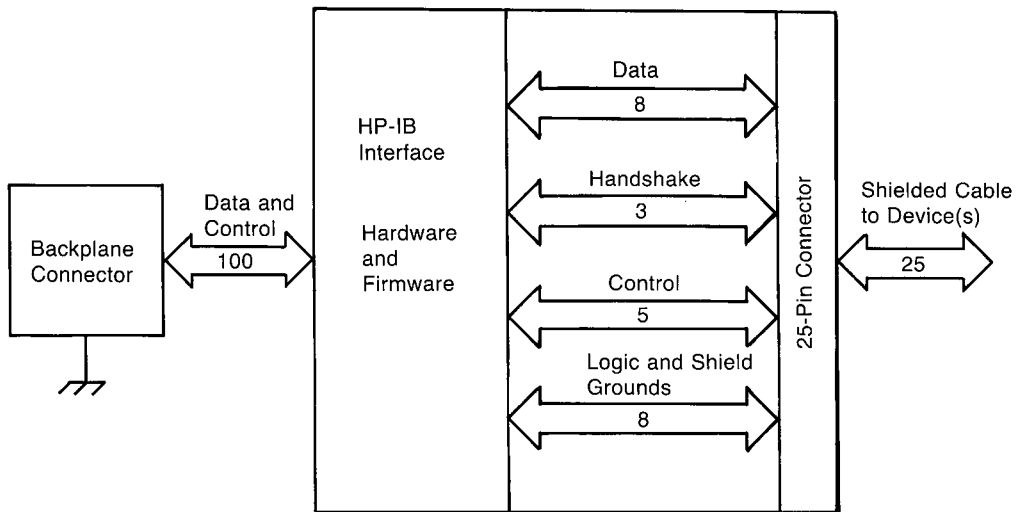 Backplane
Connector
Data and
Control
100
HP-IB
Interface
Hardware
and
Firmware
Data
8
Handshake
3
Control
5
Logic and Shield
Grounds
8
25-Pin Connector
Shielded Cable
to Device(s)
25